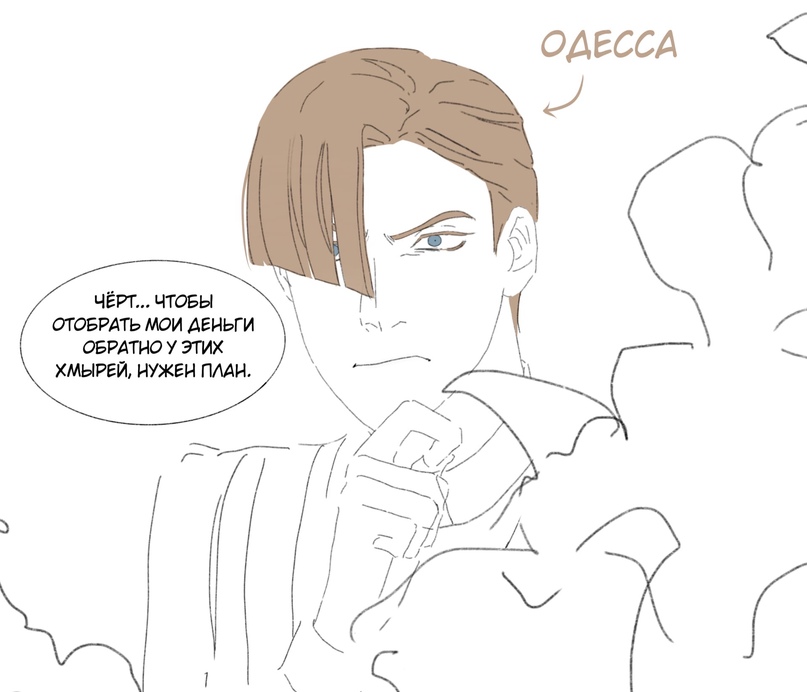 ОДЕССА
ЧЁРТ... ЧТОБЫ
ОТОБРАТЬ МОИ ДЕНЬГИ
ОБРАТНО У ЭТИХ
ХМЫРЕЙ, НУЖЕН ПЛАН.